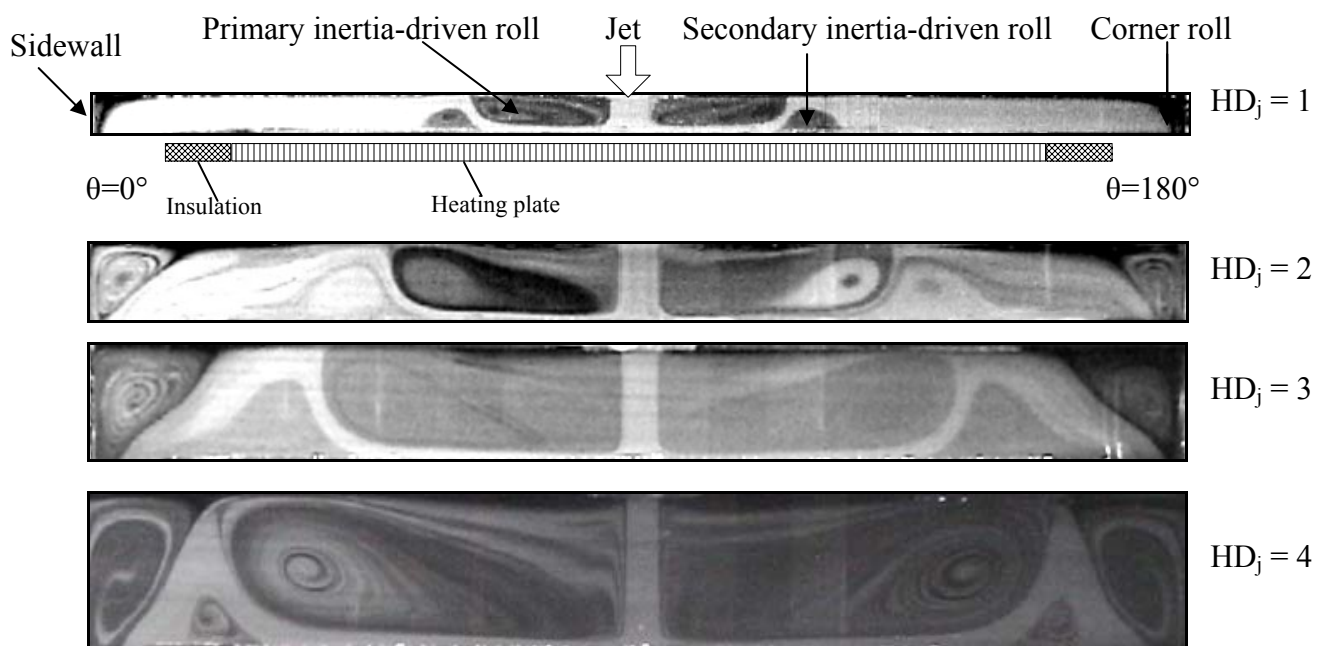 Sidewall
Primary inertia-driven roll
Jet
Secondary inertia-driven roll
Corner roll
HDj = 1
θ=0°
Insulation
Heating plate
θ=180°
HDj = 2
HDj = 3
HDj = 4